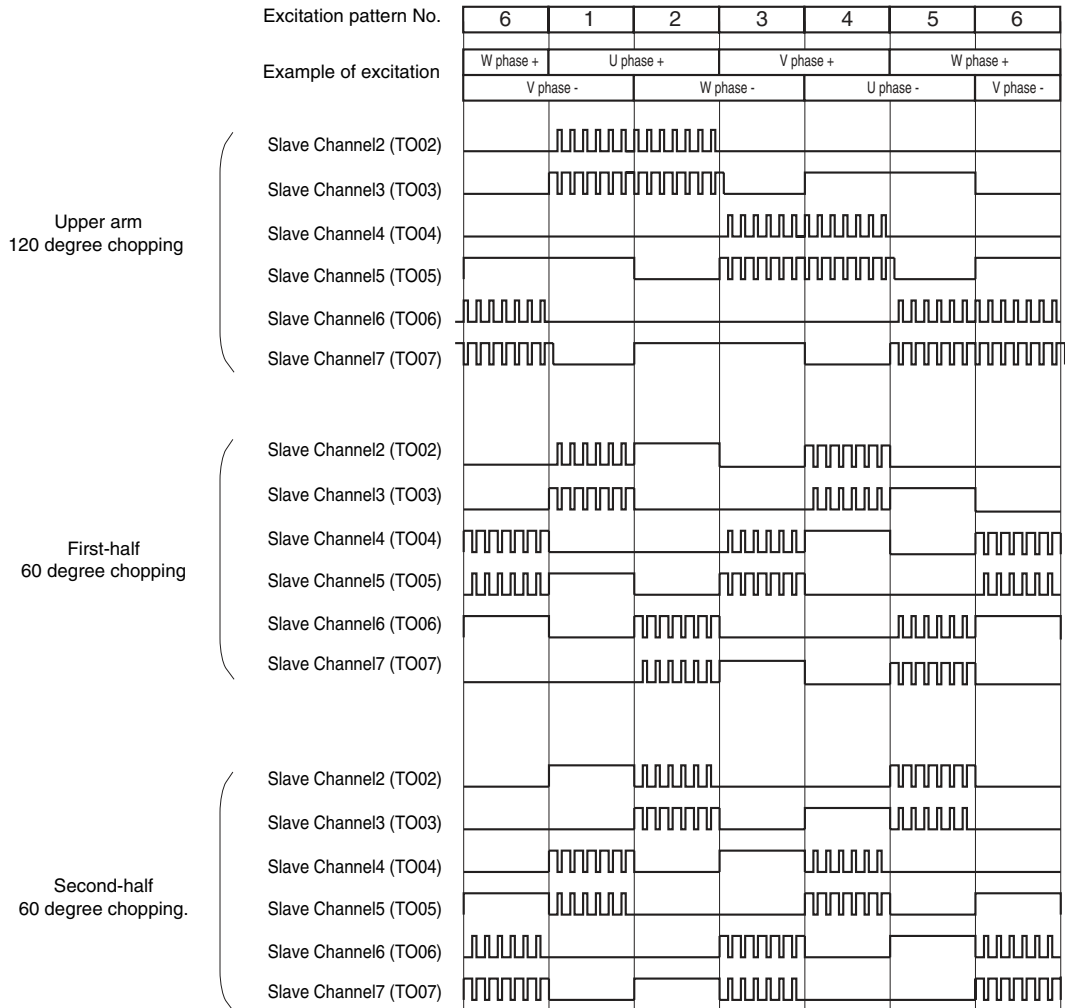 Excitation pattern No. 6 1 2 3 4 5 6
Example of excitation
W phase + U phase + V phase + W phase +
V phase - W phase - U phase - V phase -
Upper arm
120 degree chopping
Slave Channel2 (TO02)
Slave Channel3 (TO03)
Slave Channel4 (TO04)
Slave Channel5 (TO05)
Slave Channel6 (TO06)
Slave Channel7 (TO07)
First-half
60 degree chopping
Slave Channel2 (TO02)
Slave Channel3 (TO03)
Slave Channel4 (TO04)
Slave Channel5 (TO05)
Slave Channel6 (TO06)
Slave Channel7 (TO07)
Second-half
60 degree chopping.
Slave Channel2 (TO02)
Slave Channel3 (TO03)
Slave Channel4 (TO04)
Slave Channel5 (TO05)
Slave Channel6 (TO06)
Slave Channel7 (TO07)